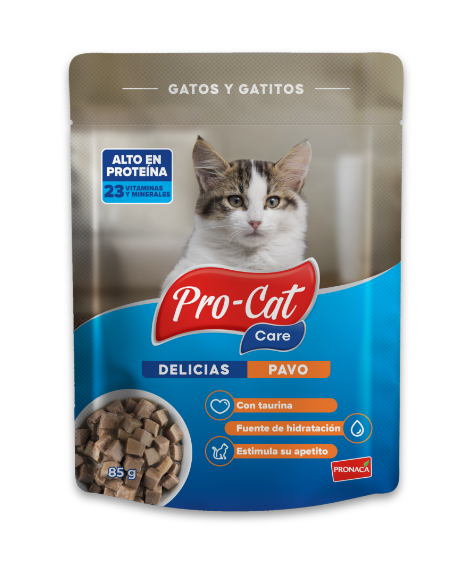 GATOS Y GATITOS
ALTO EN
PROTEÍNA
23 VITAMINAS
Y MINERALES
Pro-Cat
Care
DELICIAS PAVO
Con taurina
Fuente de hidratación
Estimula su apetito
85 g
PRONACA